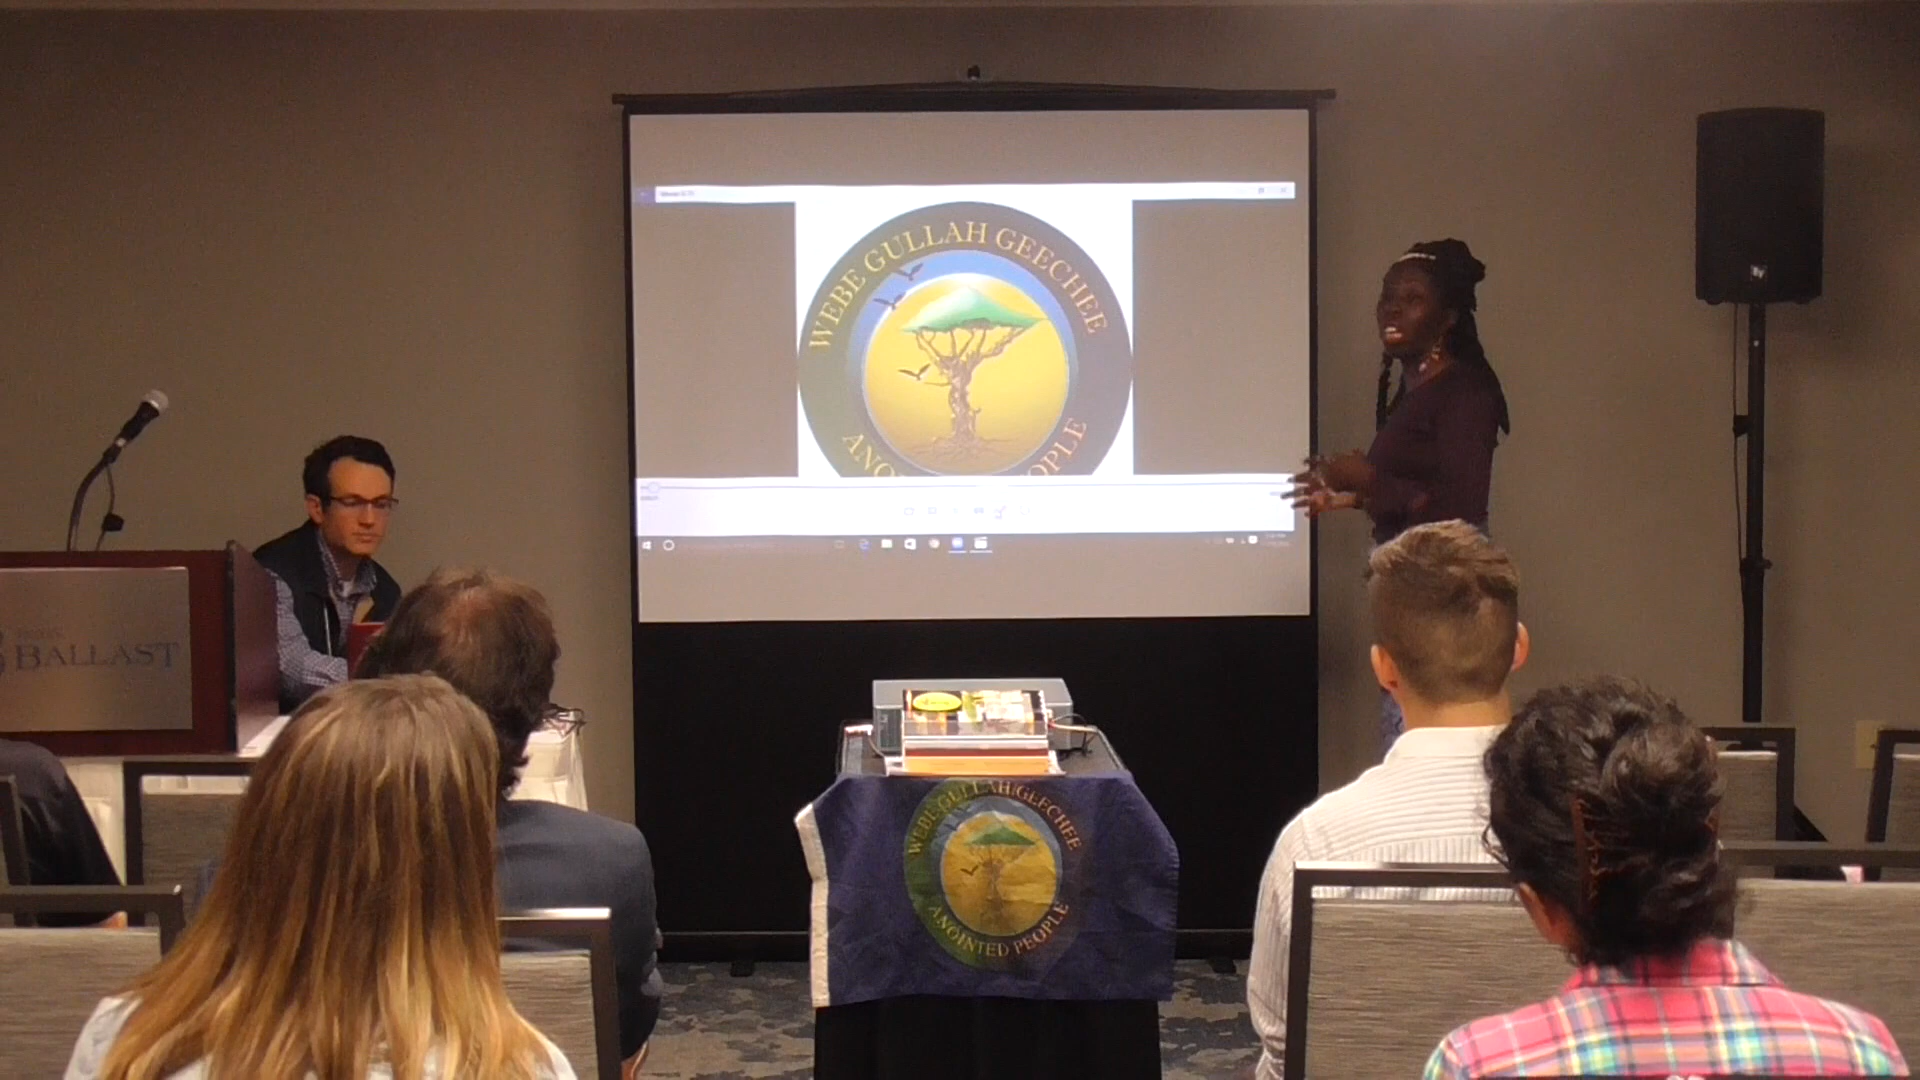 WEBE GULLAH GEECHEE
ANOINTED PEOPLE
BALLAST
WEBE GULLAH/GEECHEE
ANOINTED PEOPLE